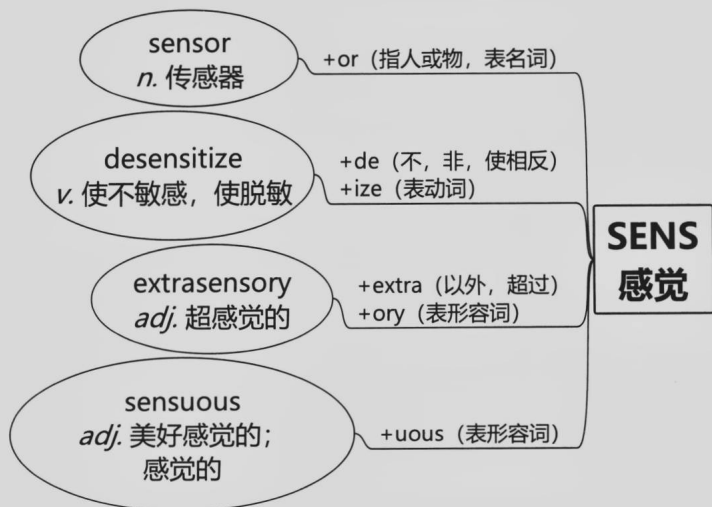 sensor
n. 传感器
+or（指人或物，表名词）
desensitize
v. 使不敏感，使脱敏
+de（不，非，使相反）
+ize（表动词）
extrasensory
adj. 超感觉的
+extra（以外，超过）
+ory（表形容词）
sensuous
adj. 美好感觉的；
感觉的
+uous（表形容词）
SENS
感觉